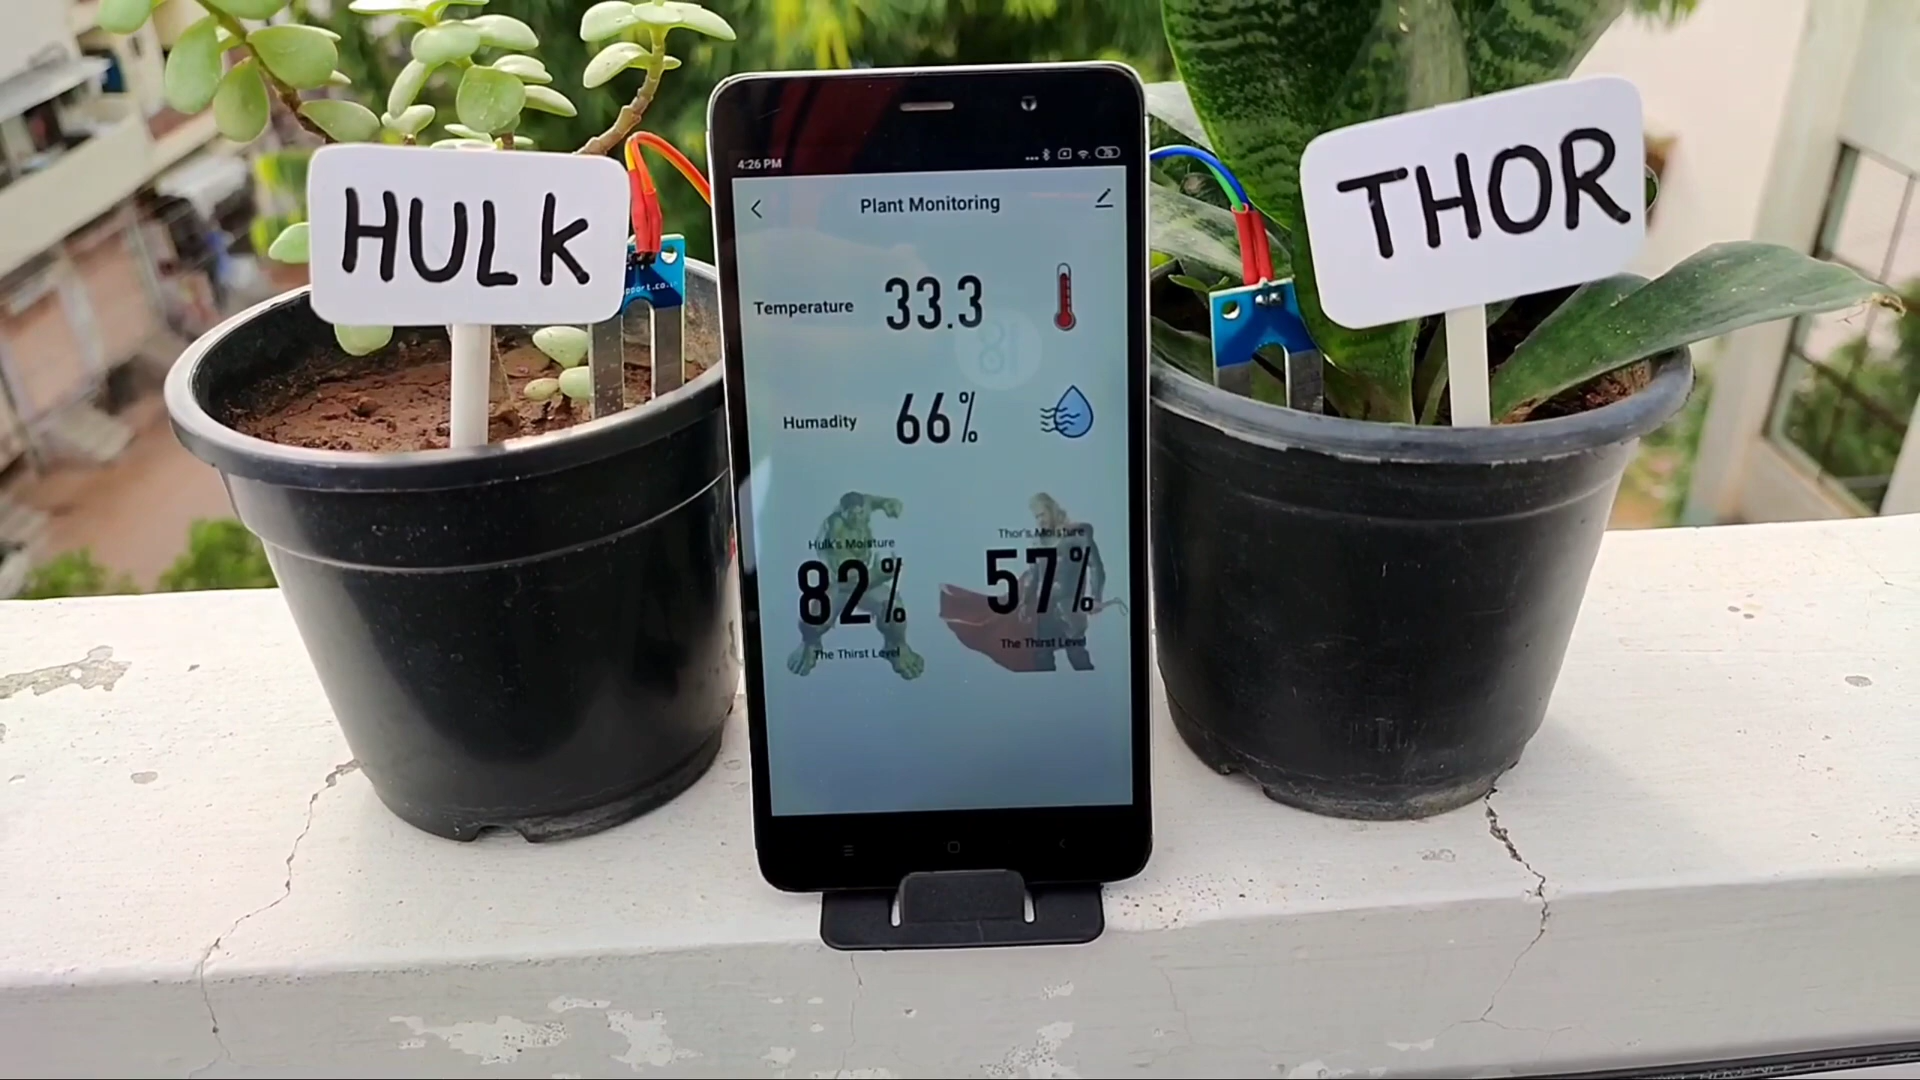 HULK
THOR
4:26 PM
Plant Monitoring
Temperature 33.3
Humadity 66%
Hulk's Moisture
82%
The Thirst Level
Thor's Moisture
57%
The Thirst Level